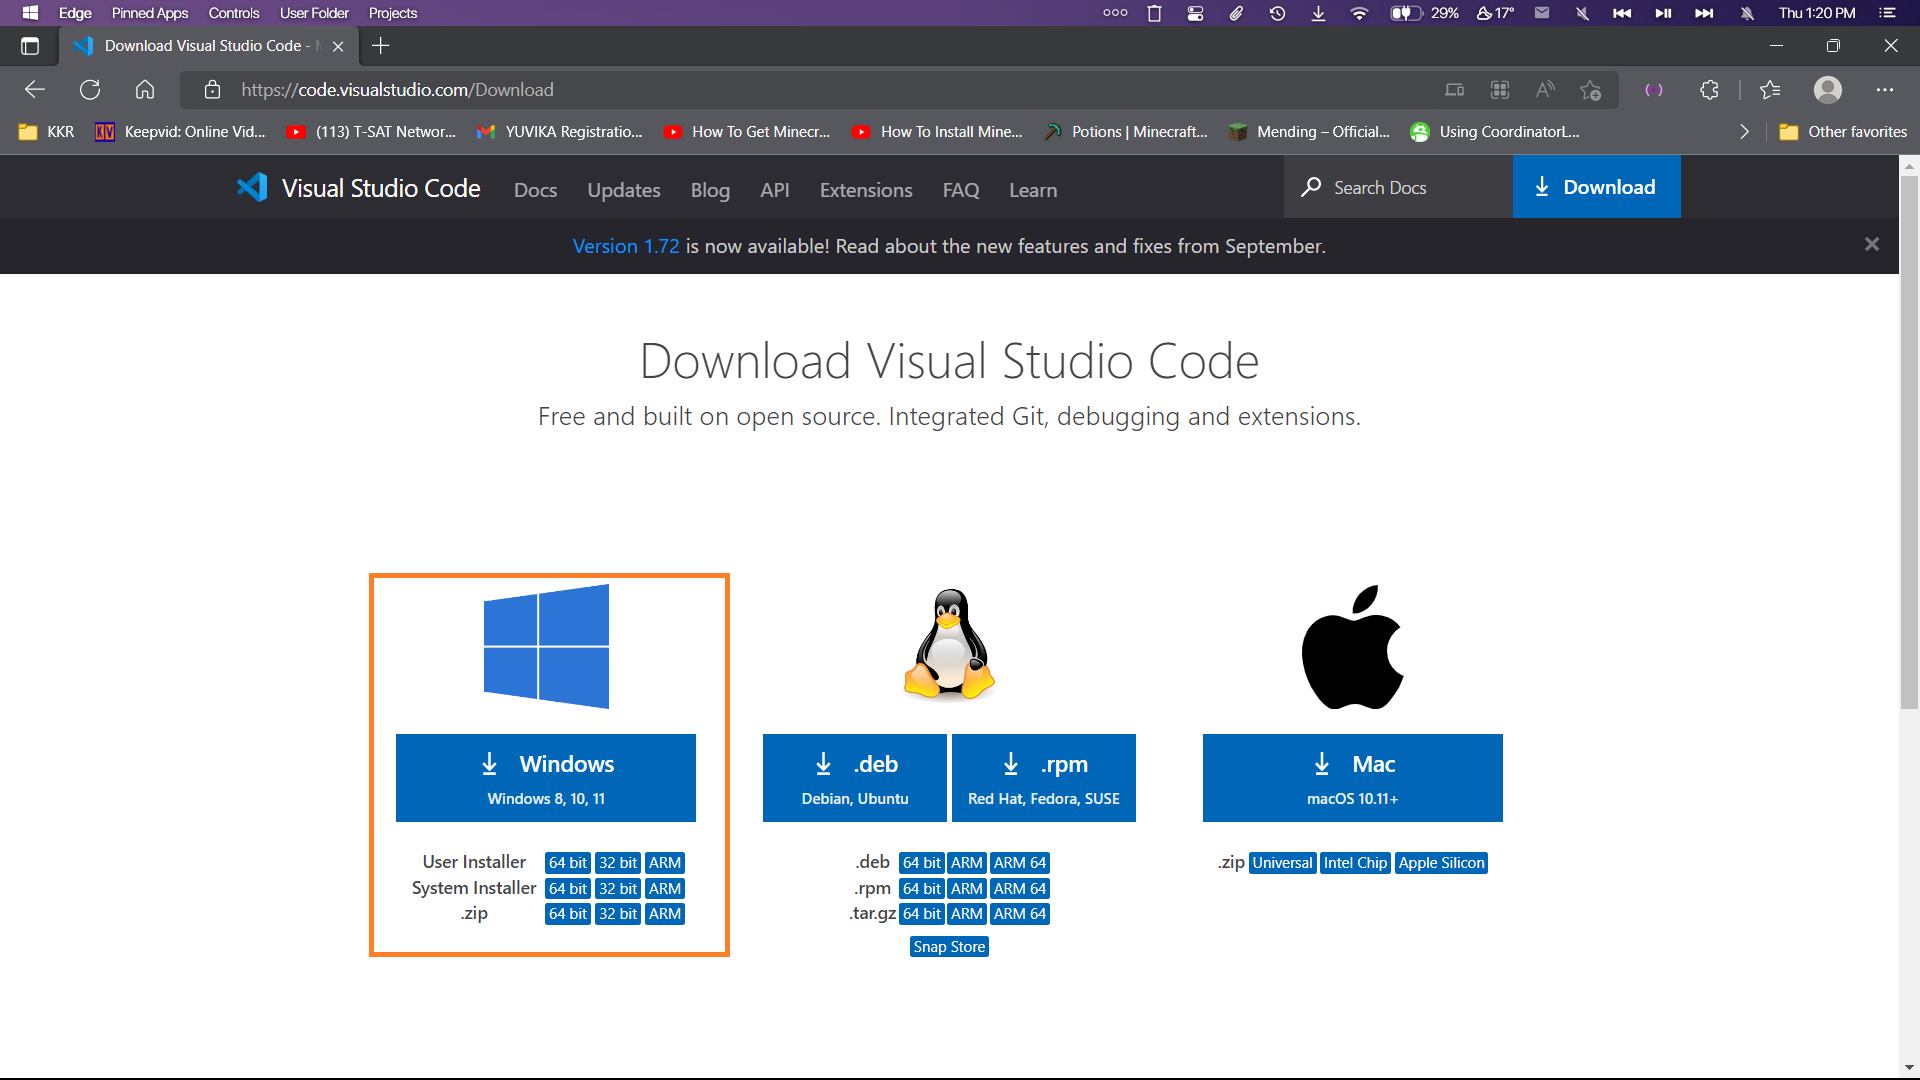 Edge Pinned Apps Controls User Folder Projects 29% 17° Thu 1:20 PM
Download Visual Studio Code -
https://code.visualstudio.com/Download
KKR KV Keepvid: Online Vid... (113) T-SAT Networ... YUVIKA Registratio... How To Get Minecr... How To Install Mine... Potions | Minecraft... Mending – Official... Using CoordinatorL... Other favorites
Visual Studio Code Docs Updates Blog API Extensions FAQ Learn Search Docs Download
Version 1.72 is now available! Read about the new features and fixes from September.
Download Visual Studio Code
Free and built on open source. Integrated Git, debugging and extensions.
Windows
Windows 8, 10, 11
User Installer 64 bit 32 bit ARM
System Installer 64 bit 32 bit ARM
.zip 64 bit 32 bit ARM
.deb
Debian, Ubuntu
.rpm
Red Hat, Fedora, SUSE
.deb 64 bit ARM ARM 64
.rpm 64 bit ARM ARM 64
.tar.gz 64 bit ARM ARM 64
Snap Store
Mac
macOS 10.11+
.zip Universal Intel Chip Apple Silicon